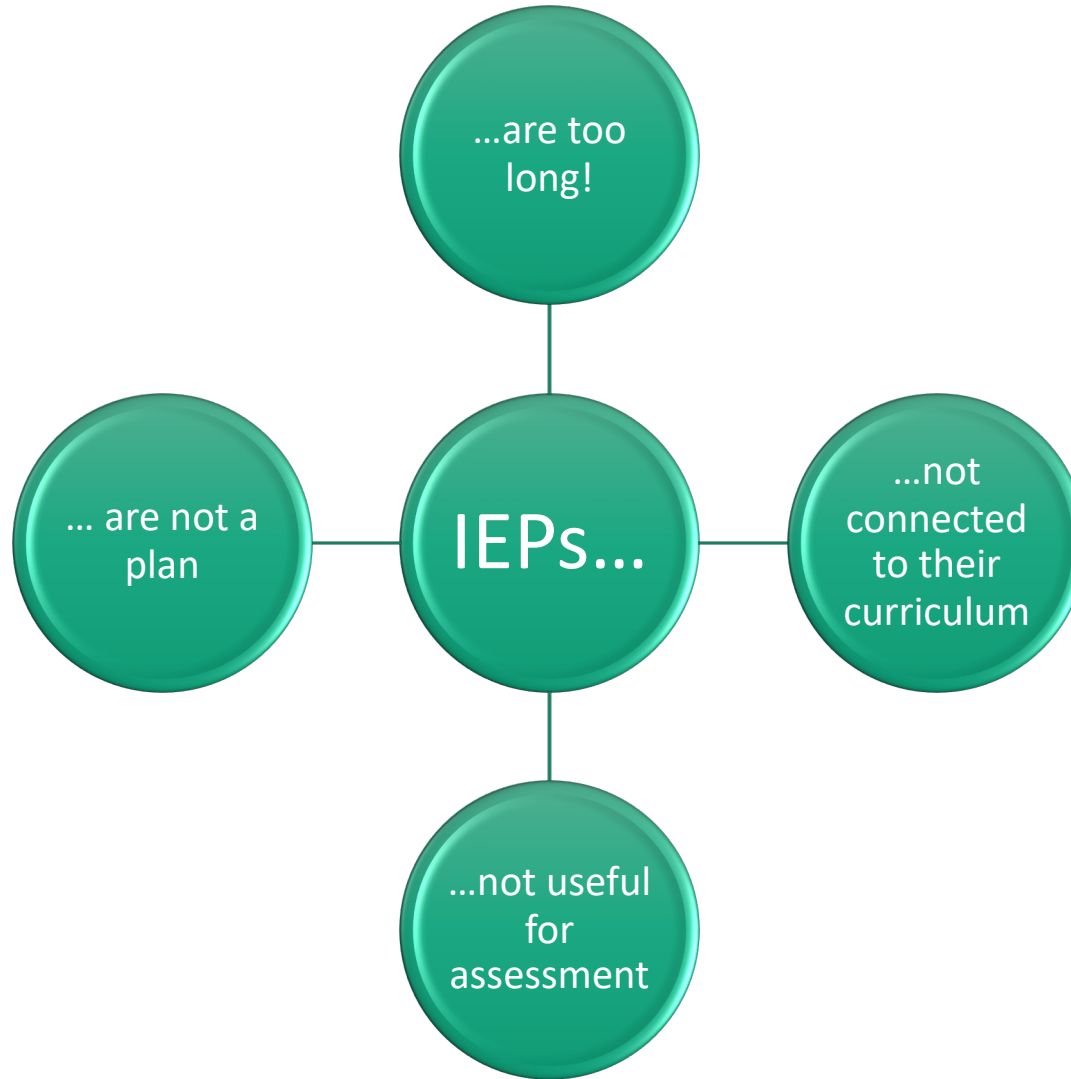 ...are too
long!
... are not a
plan
IEPs...
...not
connected
to their
curriculum
...not useful
for
assessment